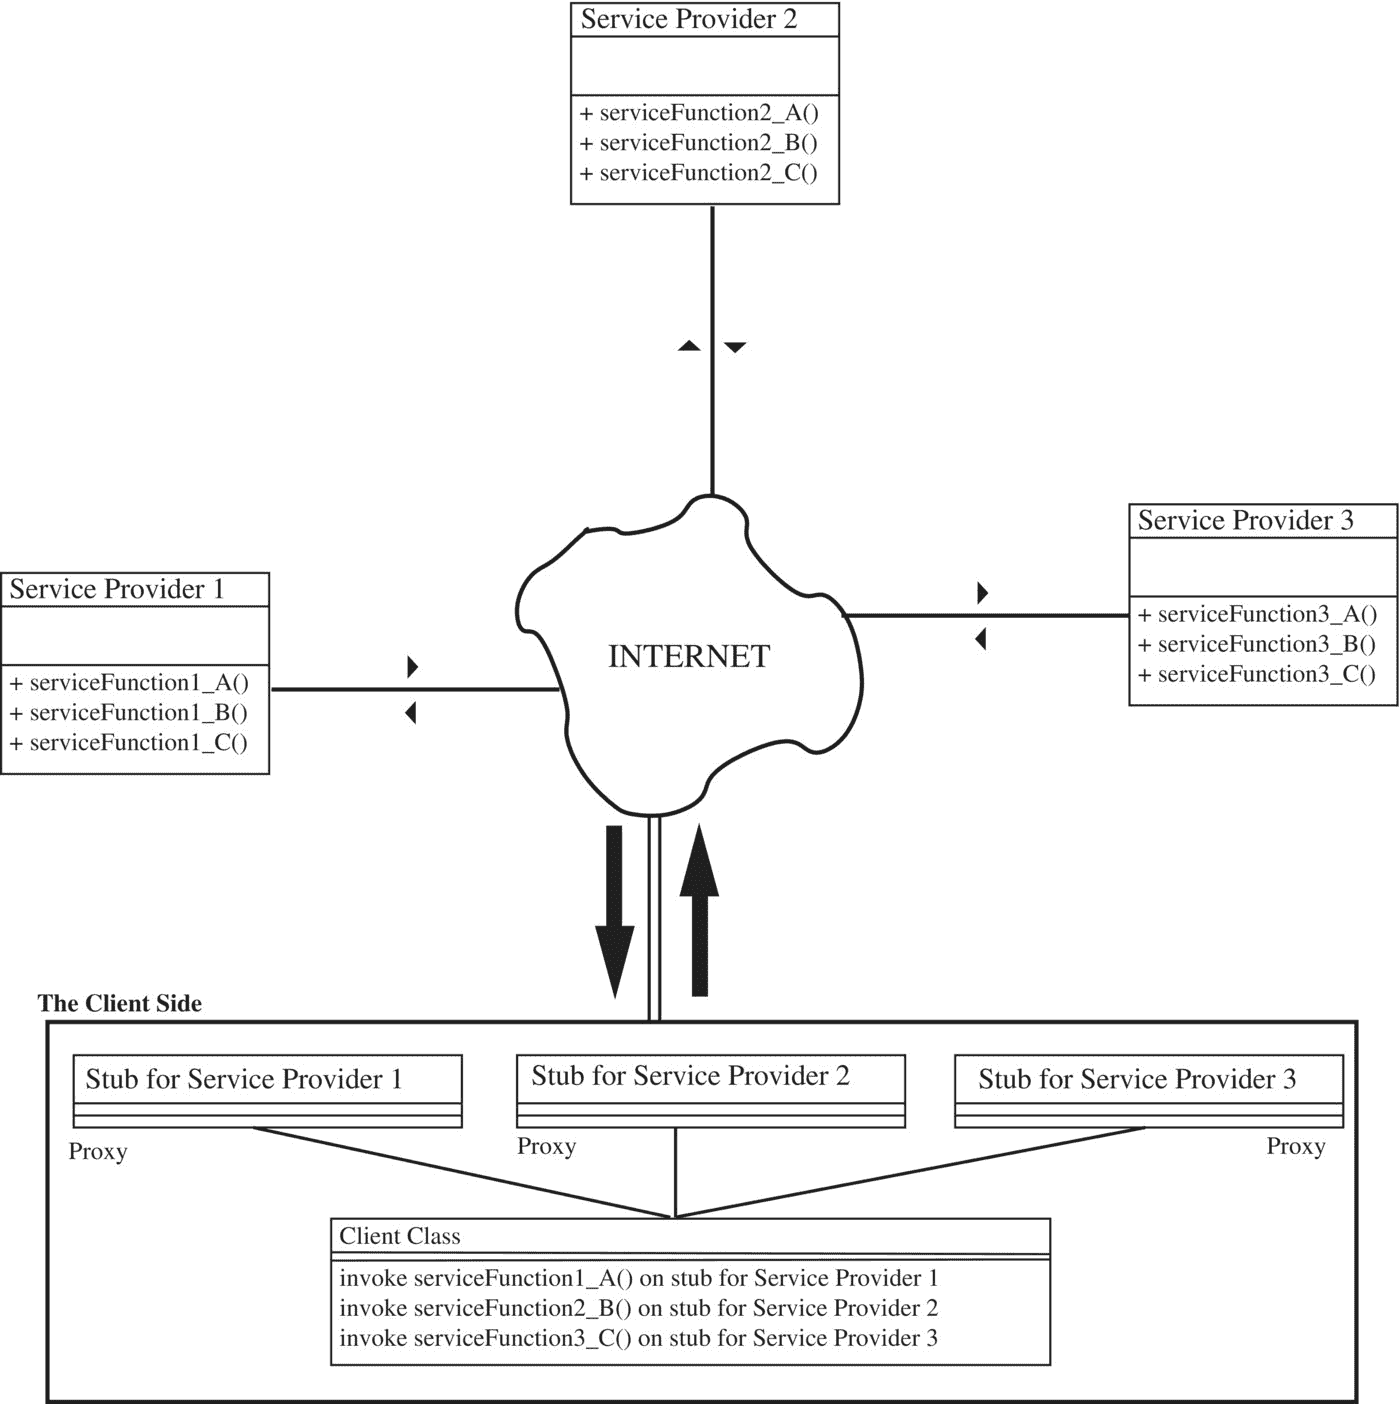 Service Provider 2
+ serviceFunction2_A()
+ serviceFunction2_B()
+ serviceFunction2_C()
Service Provider 3
+ serviceFunction3_A()
+ serviceFunction3_B()
+ serviceFunction3_C()
Service Provider 1
+ serviceFunction1_A()
+ serviceFunction1_B()
+ serviceFunction1_C()
INTERNET
The Client Side
Stub for Service Provider 1
Proxy
Stub for Service Provider 2
Proxy
Stub for Service Provider 3
Proxy
Client Class
invoke serviceFunction1_A() on stub for Service Provider 1
invoke serviceFunction2_B() on stub for Service Provider 2
invoke serviceFunction3_C() on stub for Service Provider 3